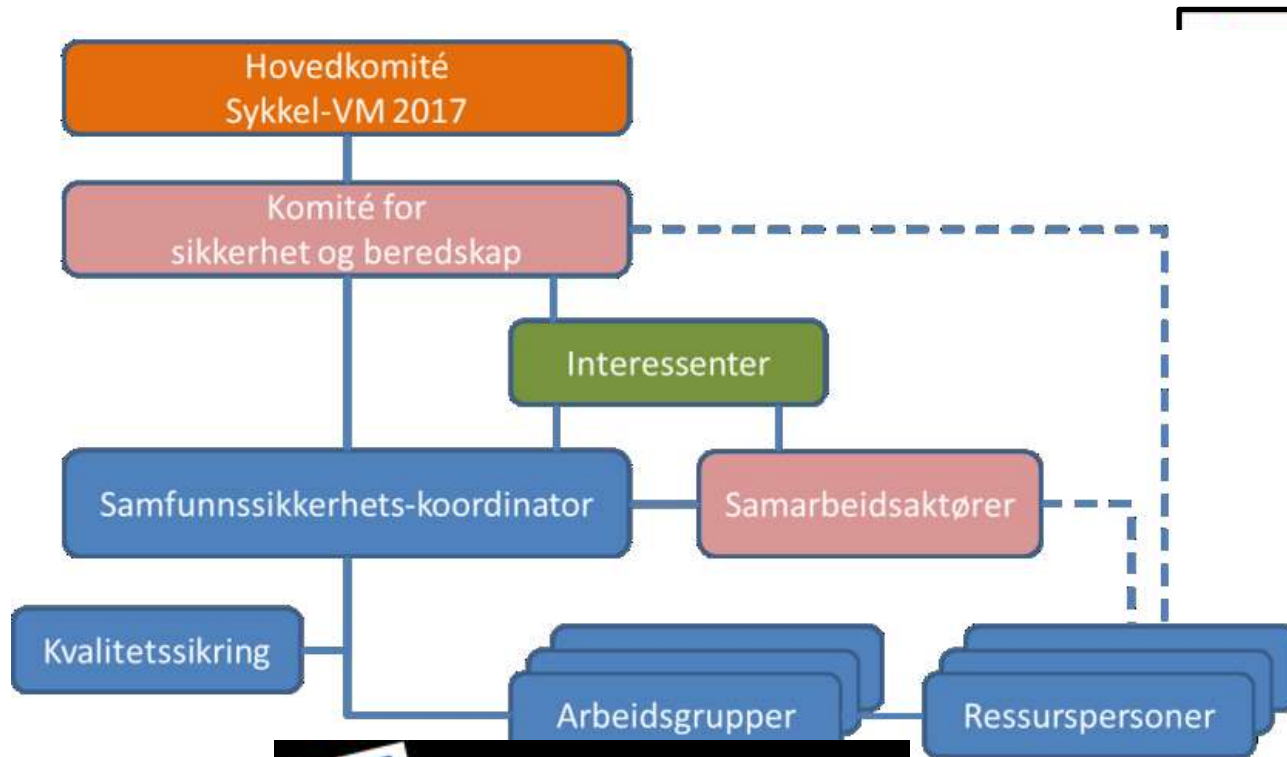 Hovedkomité
Sykkel-VM 2017
Komité for
sikkerhet og beredskap
Interessenter
Samfunnssikkerhets-koordinator
Samarbeidsaktører
Kvalitetssikring
Arbeidsgrupper
Ressurspersoner